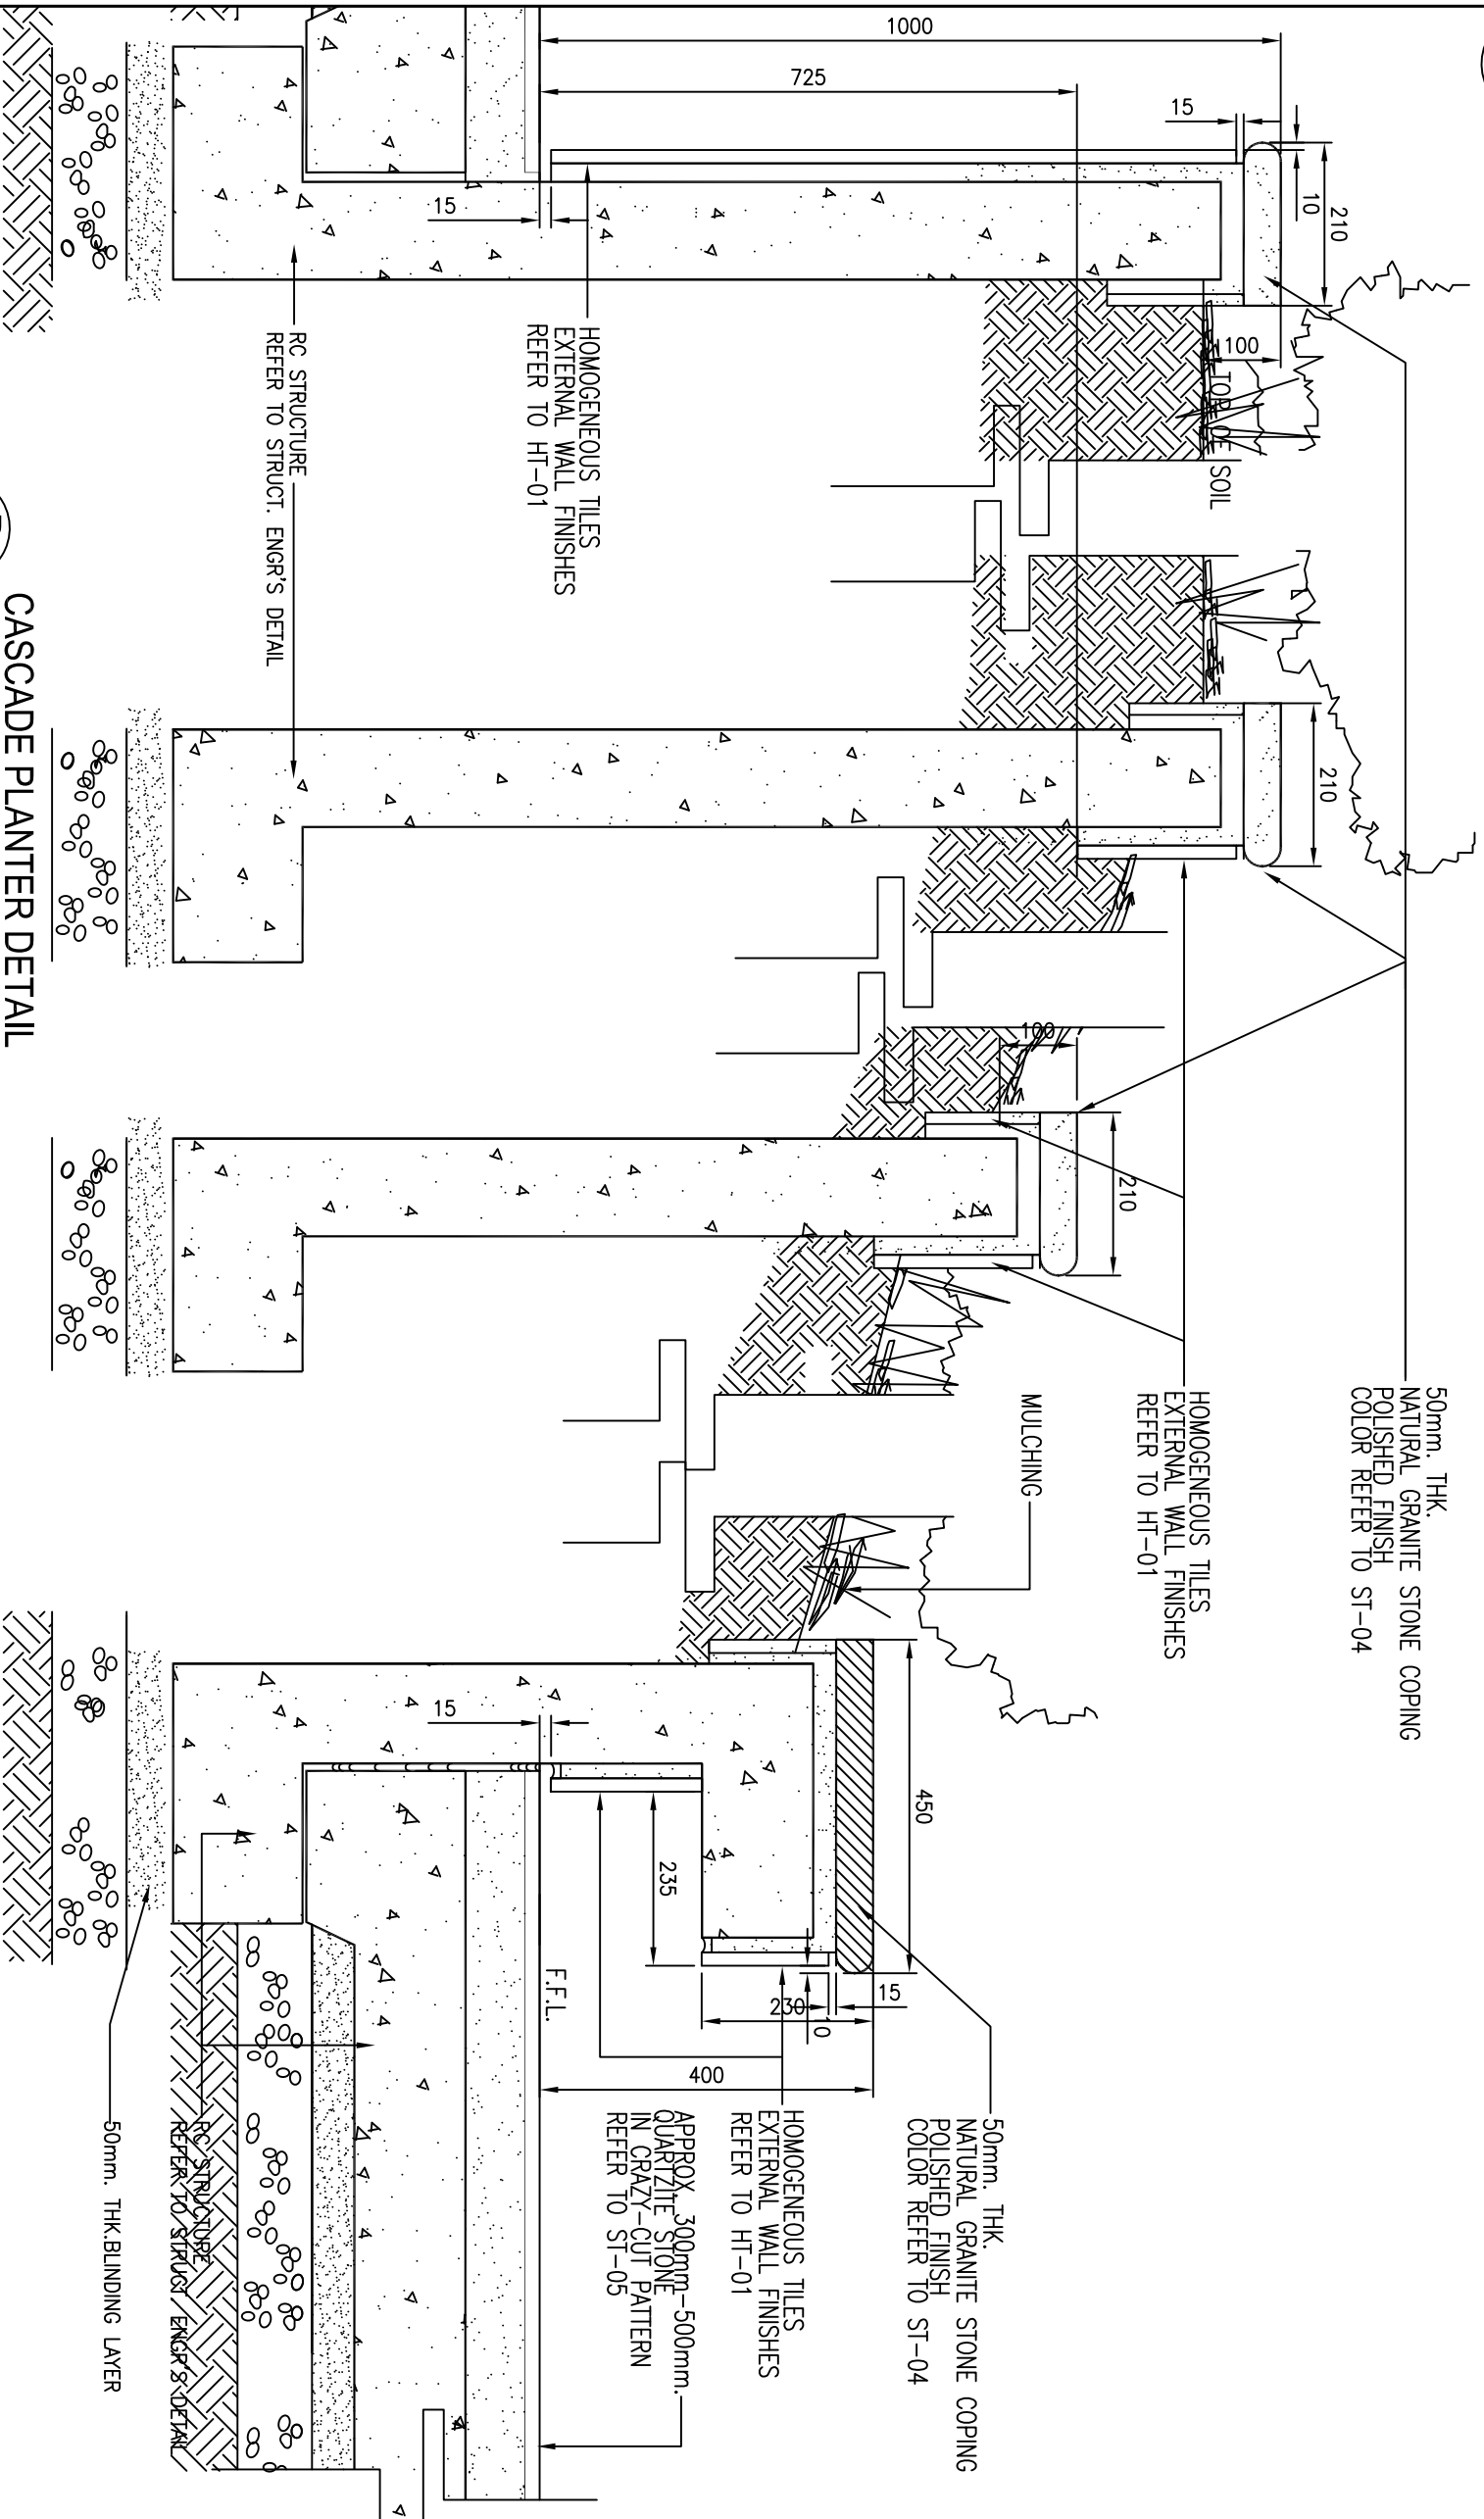 50mm. THK.
NATURAL GRANITE STONE COPING
POLISHED FINISH
COLOR REFER TO ST-04
HOMOGENEOUS TILES
EXTERNAL WALL FINISHES
REFER TO HT-01
MULCHING
1000
725
15
10
210
100
TOP OF SOIL
210
100
210
15
HOMOGENEOUS TILES
EXTERNAL WALL FINISHES
REFER TO HT-01
RC STRUCTURE
REFER TO STRUCT. ENGR'S DETAIL
450
15
10
230
235
400
15
F.F.L.
50mm. THK.
NATURAL GRANITE STONE COPING
POLISHED FINISH
COLOR REFER TO ST-04
HOMOGENEOUS TILES
EXTERNAL WALL FINISHES
REFER TO HT-01
APPROX. 300mm-500mm.
QUARTZITE STONE
IN CRAZY-CUT PATTERN
REFER TO ST-05
RC STRUCTURE
REFER TO STRUCT. ENGR'S DETAIL
50mm. THK.BLINDING LAYER
CASCADE PLANTER DETAIL